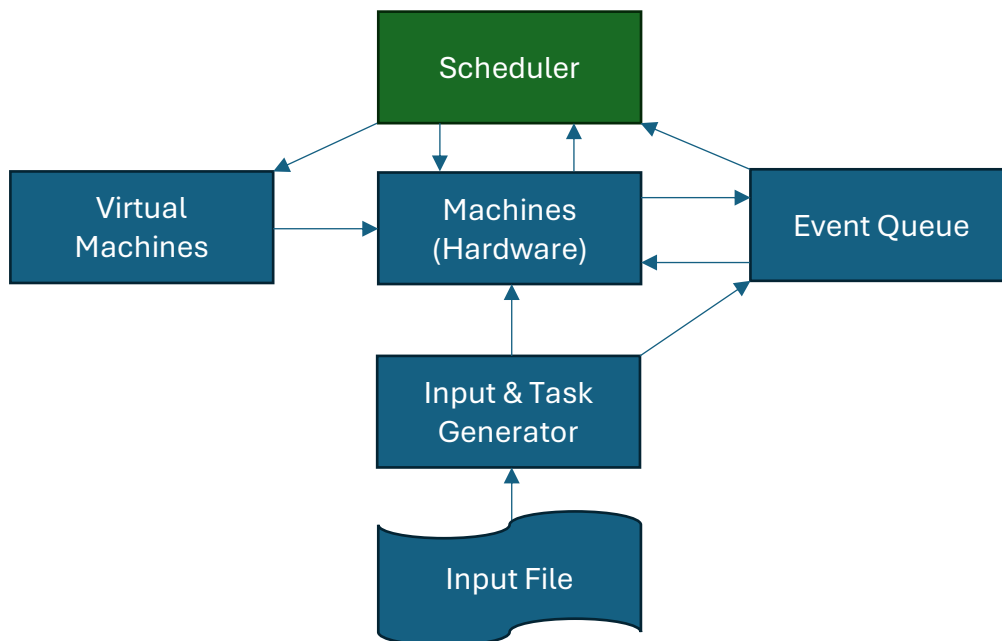 Scheduler
Virtual
Machines
Machines
(Hardware)
Event Queue
Input & Task
Generator
Input File